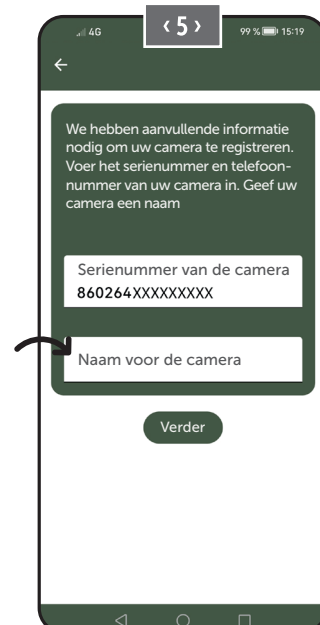 4G
‹ 5 ›
99 % 15:19
We hebben aanvullende informatie
nodig om uw camera te registreren.
Voer het serienummer en telefoon-
nummer van uw camera in. Geef uw
camera een naam
Serienummer van de camera
860264XXXXXXXXX
Naam voor de camera
Verder